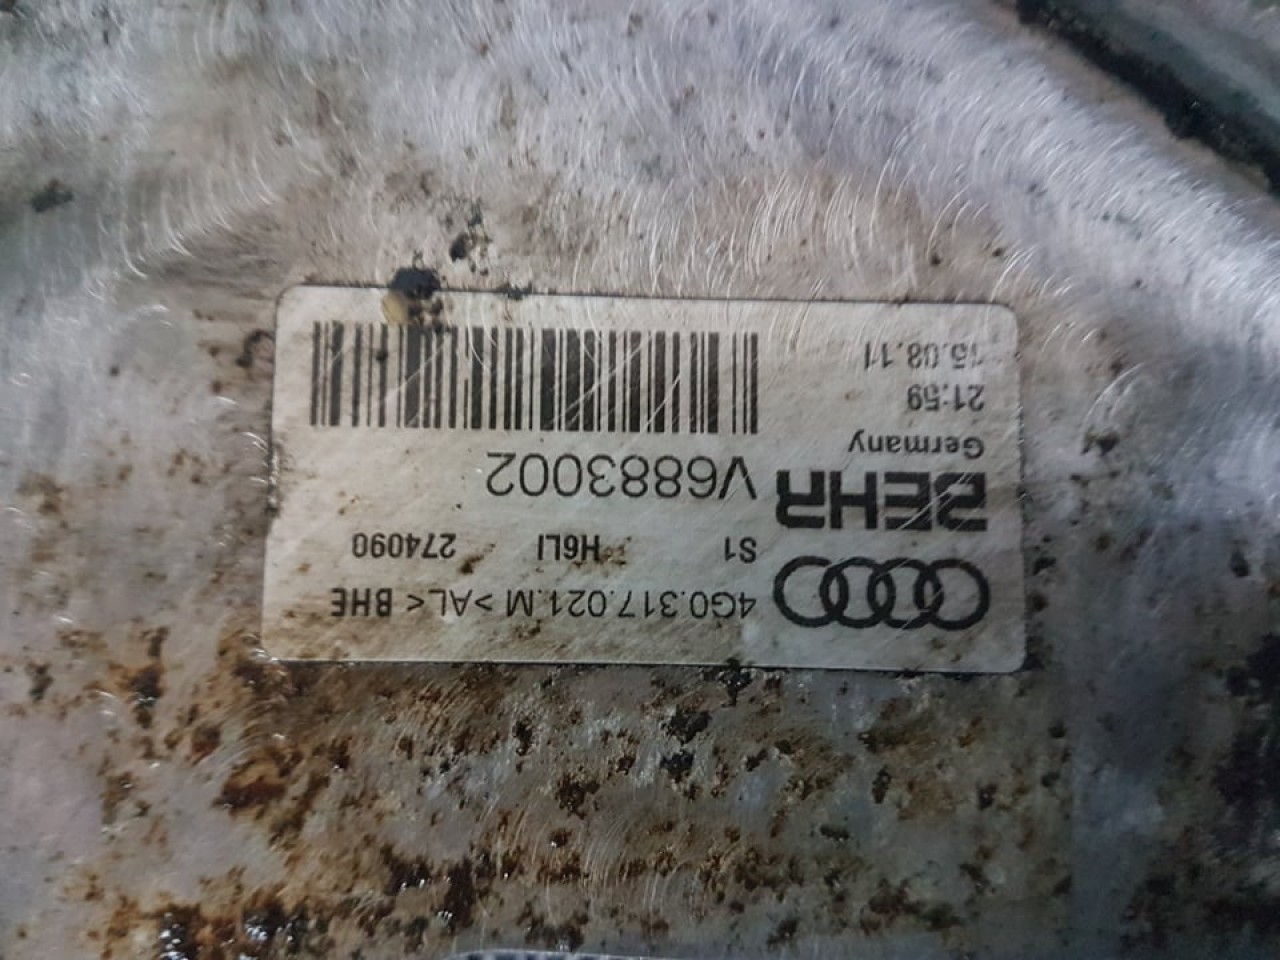 4G0.317.021.M >AL< BHE
S1 H6LI 274090
BEHR V6883002
Germany
21:59
15.08.11